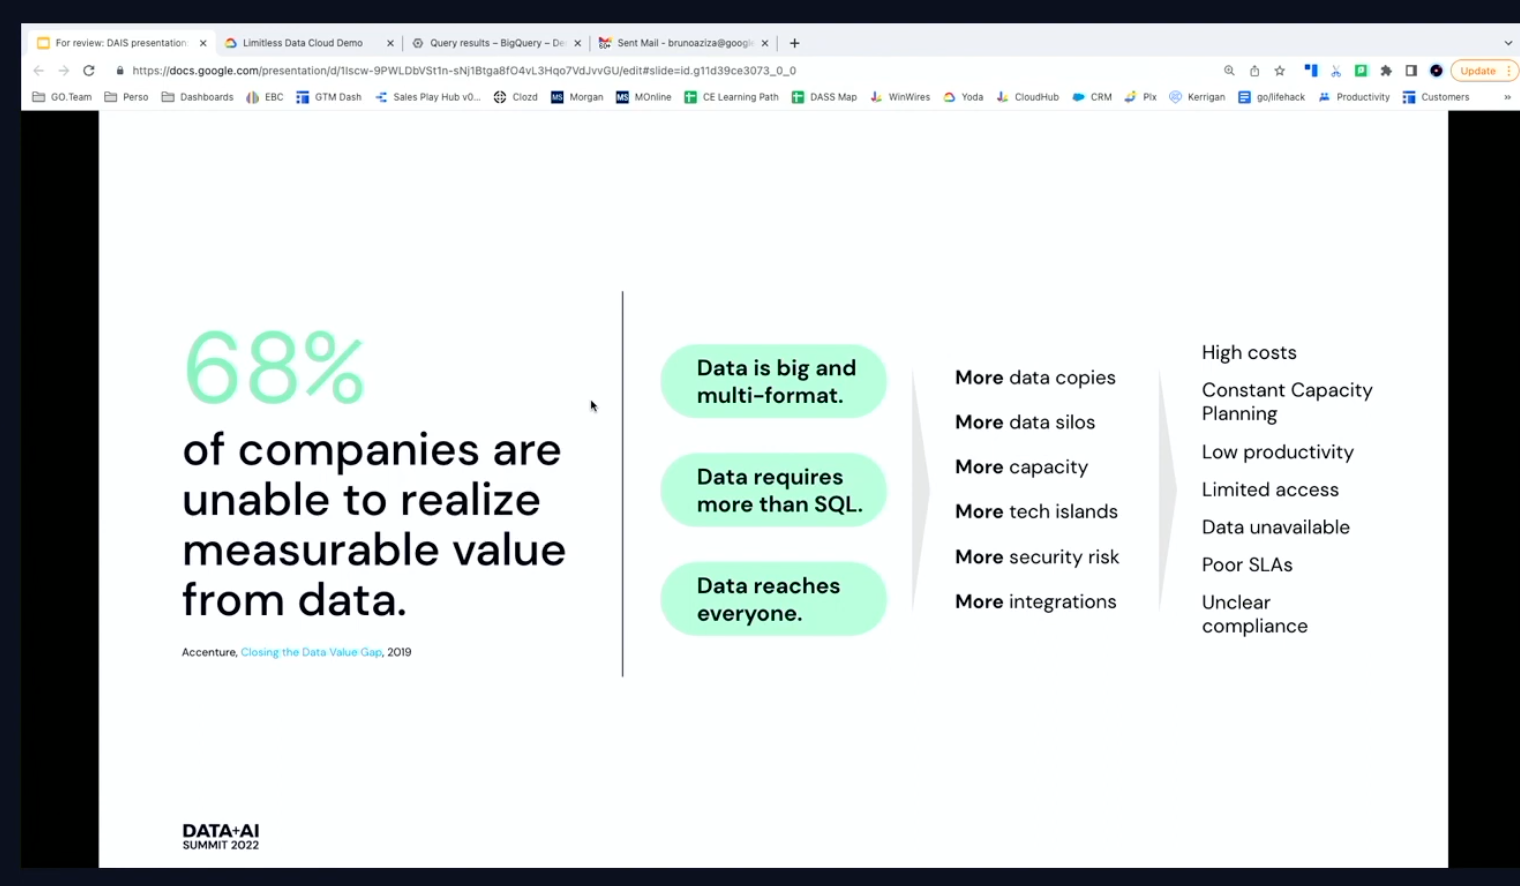 For review: DAIS presentation
Limitless Data Cloud Demo
Query results – BigQuery – De
Sent Mail - brunoaziza@google
https://docs.google.com/presentation/d/1Iscw-9PWLDbVSt1n-sNj1Btga8fO4vL3Hqo7VdJvvGU/edit#slide=id.g11d39ce3073_0_0
Update
GO.Team
Perso
Dashboards
EBC
GTM Dash
Sales Play Hub v0...
Clozd
MS Morgan
MS MOnline
CE Learning Path
DASS Map
WinWires
Yoda
CloudHub
CRM
Pix
Kerrigan
go/lifehack
Productivity
Customers
»
68%
of companies are
unable to realize
measurable value
from data.
Accenture, Closing the Data Value Gap, 2019
Data is big and
multi-format.
Data requires
more than SQL.
Data reaches
everyone.
More data copies
More data silos
More capacity
More tech islands
More security risk
More integrations
High costs
Constant Capacity
Planning
Low productivity
Limited access
Data unavailable
Poor SLAs
Unclear
compliance
DATA+AI
SUMMIT 2022